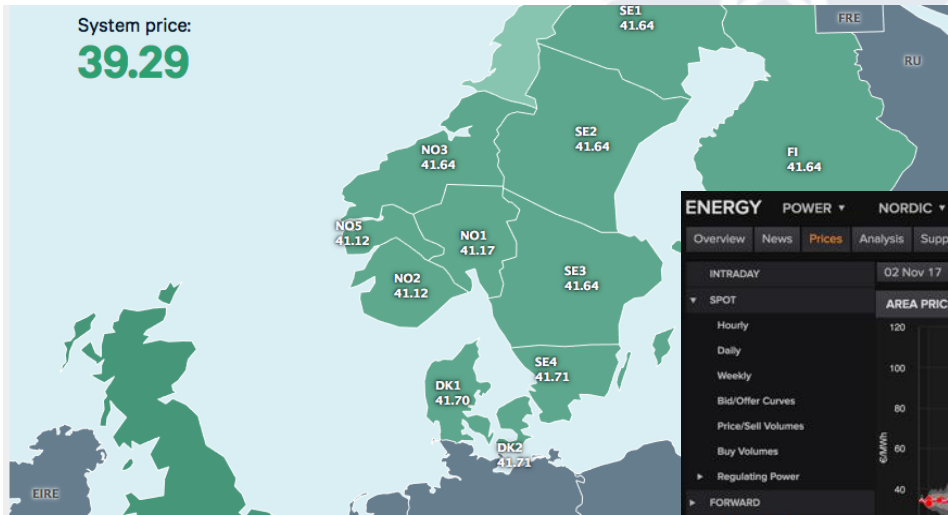 System price:
39.29
SE1
41.64
FRE
RU
SE2
41.64
NO3
41.64
FI
41.64
NO5
41.12
NO1
41.17
NO2
41.12
SE3
41.64
SE4
41.71
DK1
41.70
DK2
41.71
EIRE
ENERGY POWER ▾ NORDIC ▾
Overview News Prices Analysis Supp
INTRADAY
SPOT
Hourly
Daily
Weekly
Bid/Offer Curves
Price/Sell Volumes
Buy Volumes
Regulating Power
FORWARD
02 Nov 17
AREA PRIC
120
100
80
60
40
€/MWh